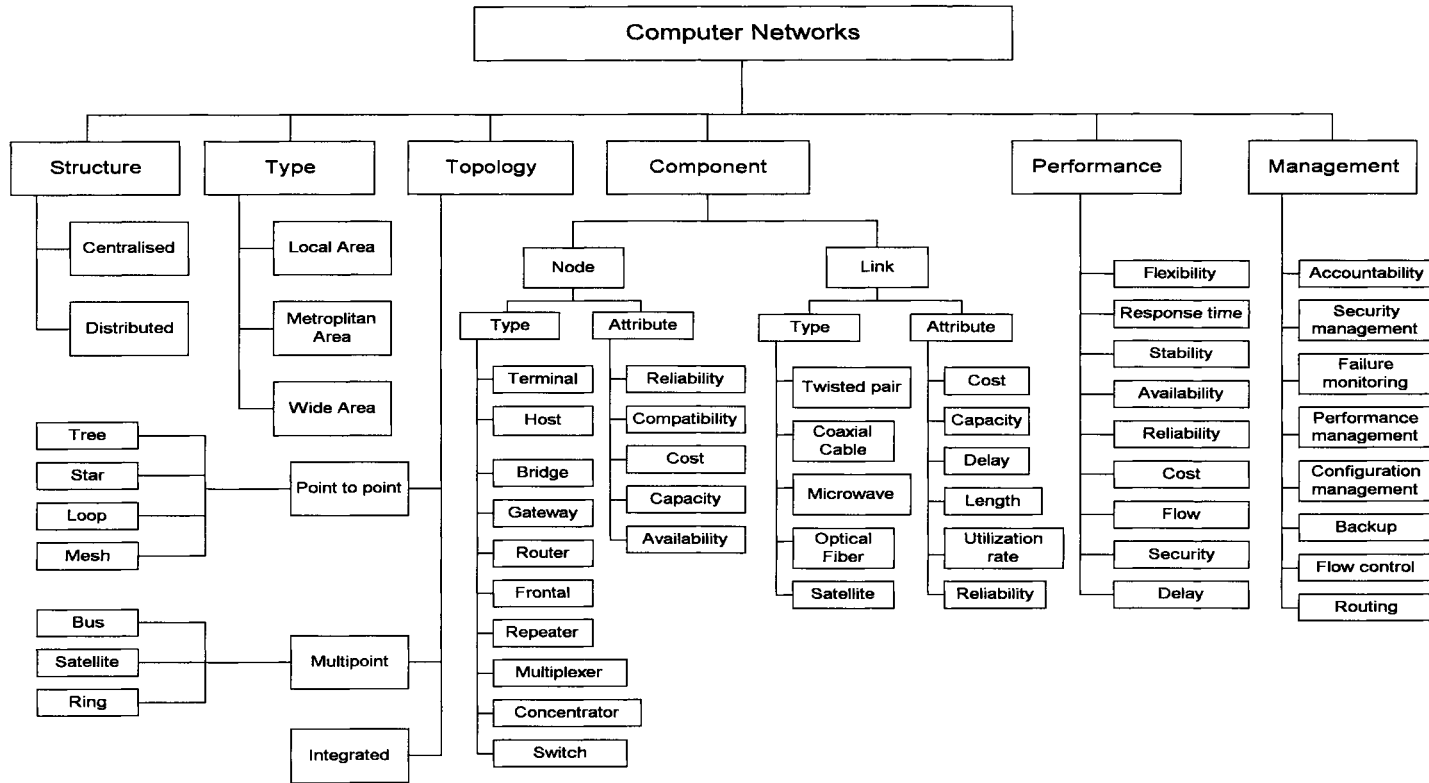 Computer Networks
Structure
Type
Topology
Component
Performance
Management
Centralised
Distributed
Local Area
Metroplitan
Area
Wide Area
Point to point
Tree
Star
Loop
Mesh
Multipoint
Bus
Satellite
Ring
Integrated
Node
Type
Terminal
Host
Bridge
Gateway
Router
Frontal
Repeater
Multiplexer
Concentrator
Switch
Attribute
Reliability
Compatibility
Cost
Capacity
Availability
Link
Type
Twisted pair
Coaxial
Cable
Microwave
Optical
Fiber
Satellite
Attribute
Cost
Capacity
Delay
Length
Utilization
rate
Reliability
Flexibility
Response time
Stability
Availability
Reliability
Cost
Flow
Security
Delay
Accountability
Security
management
Failure
monitoring
Performance
management
Configuration
management
Backup
Flow control
Routing